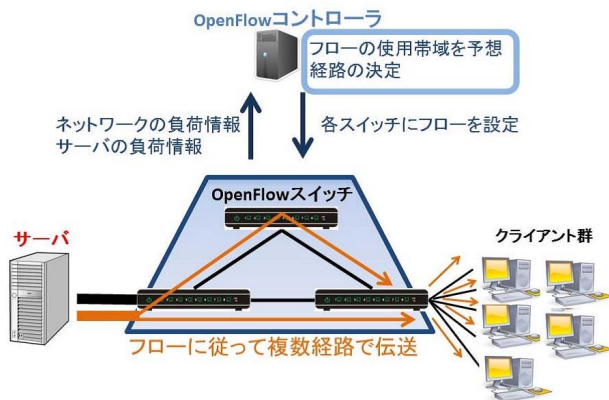 OpenFlowコントローラ
フローの使用帯域を予想
経路の決定
ネットワークの負荷情報
サーバの負荷情報
各スイッチにフローを設定
OpenFlowスイッチ
サーバ
クライアント群
フローに従って複数経路で伝送